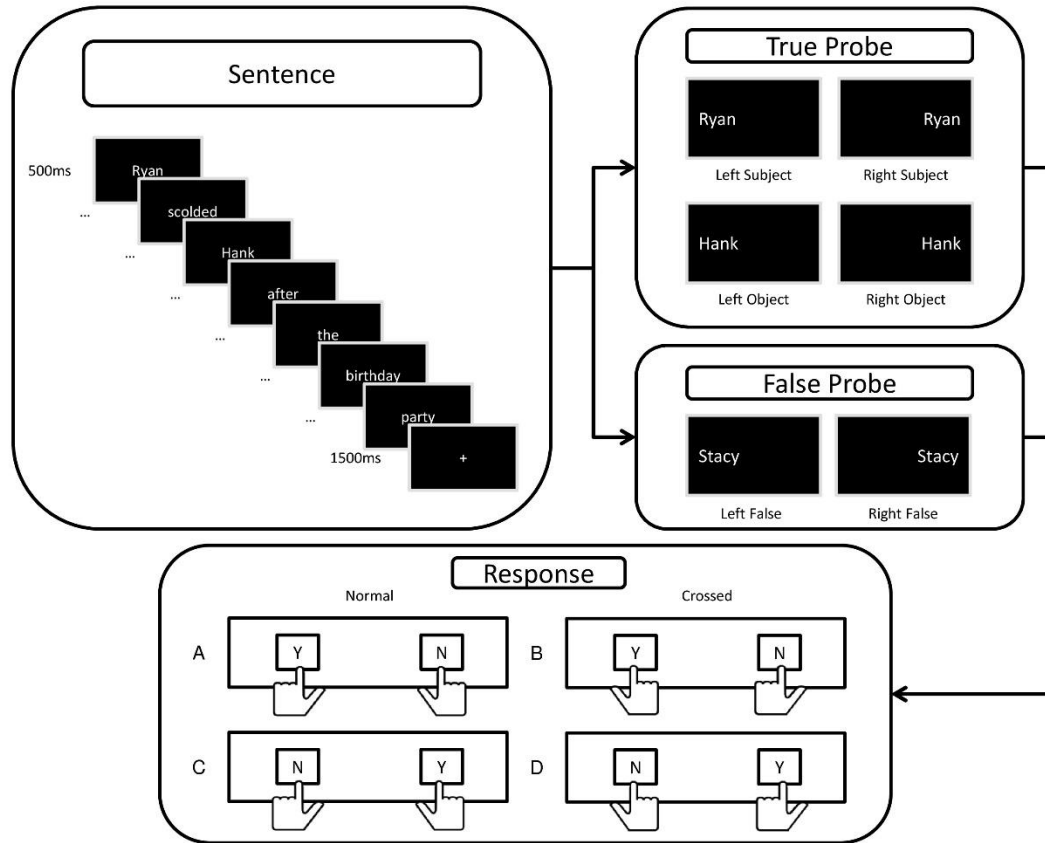 Sentence
500ms
Ryan
...
scolded
...
Hank
...
after
...
the
...
birthday
...
party
1500ms
+
True Probe
Ryan
Ryan
Left Subject
Right Subject
Hank
Hank
Left Object
Right Object
False Probe
Stacy
Stacy
Left False
Right False
Response
Normal
Crossed
A
Y
N
B
Y
N
C
N
Y
D
N
Y